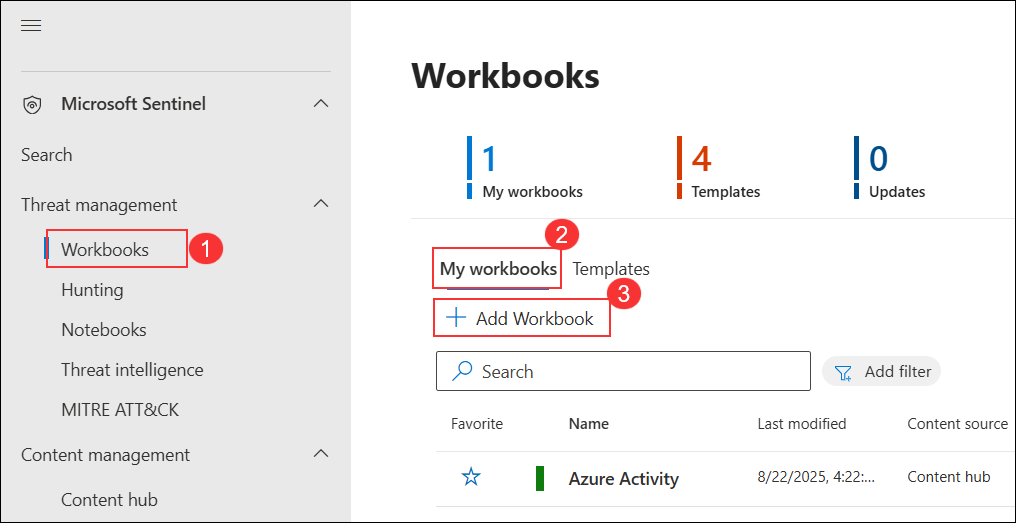 Microsoft Sentinel
Search
Threat management
Workbooks 1
Hunting
Notebooks
Threat intelligence
MITRE ATT&CK
Content management
Content hub
Workbooks
1 4 0
My workbooks Templates Updates
2
My workbooks Templates
3
Add Workbook
Search Add filter
Favorite Name Last modified Content source
Azure Activity 8/22/2025, 4:22:... Content hub